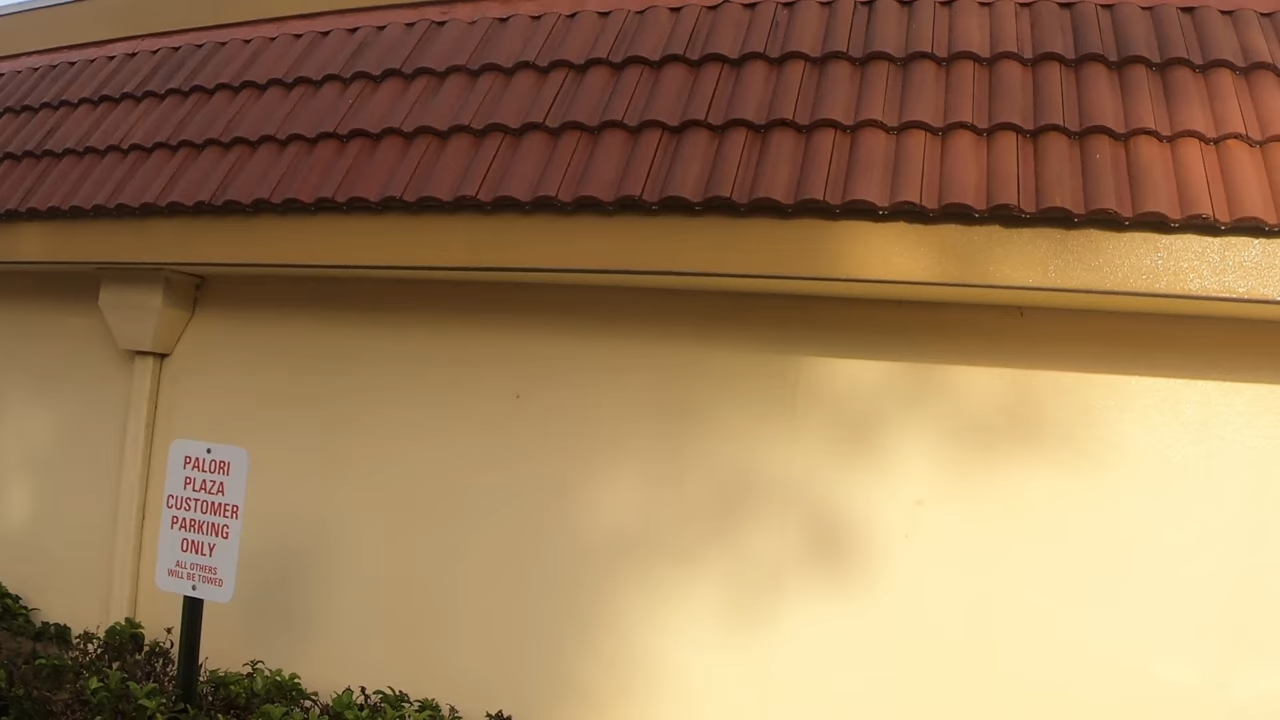 PALORI
PLAZA
CUSTOMER
PARKING
ONLY
ALL OTHERS
WILL BE TOWED